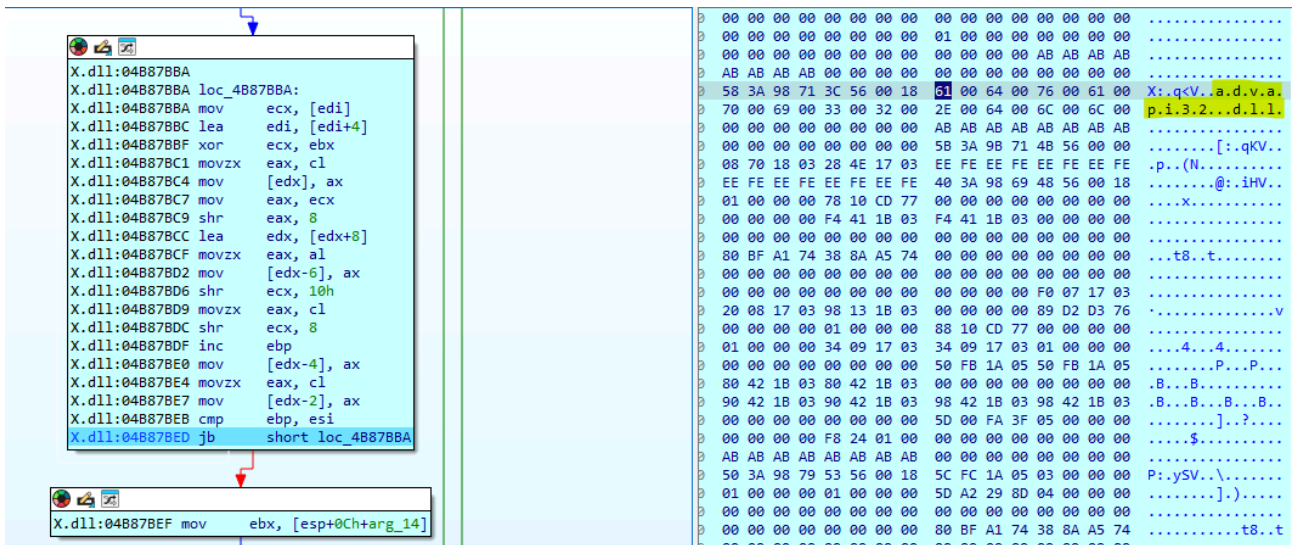 X.dll:04B87BBA
X.dll:04B87BBA loc_4B87BBA:
X.dll:04B87BBA mov ecx, [edi]
X.dll:04B87BBC lea edi, [edi+4]
X.dll:04B87BBF xor ecx, ebx
X.dll:04B87BC1 movzx eax, cl
X.dll:04B87BC4 mov [edx], ax
X.dll:04B87BC7 mov eax, ecx
X.dll:04B87BC9 shr eax, 8
X.dll:04B87BCC lea edx, [edx+8]
X.dll:04B87BCF movzx eax, al
X.dll:04B87BD2 mov [edx-6], ax
X.dll:04B87BD6 shr ecx, 10h
X.dll:04B87BD9 movzx eax, cl
X.dll:04B87BDC shr ecx, 8
X.dll:04B87BDF inc ebp
X.dll:04B87BE0 mov [edx-4], ax
X.dll:04B87BE4 movzx eax, cl
X.dll:04B87BE7 mov [edx-2], ax
X.dll:04B87BEB cmp ebp, esi
X.dll:04B87BED jb short loc_4B87BBA
X.dll:04B87BEF mov ebx, [esp+0Ch+arg_14]
00 00 00 00 00 00 00 00 00 00 00 00 00 00 00 00 ................
00 00 00 00 00 00 00 00 01 00 00 00 00 00 00 00 ................
00 00 00 00 00 00 00 00 00 00 00 00 AB AB AB AB ................
AB AB AB AB 00 00 00 00 00 00 00 00 00 00 00 00 ................
58 3A 98 71 3C 56 00 18 61 00 64 00 76 00 61 00 X:.q<V..a.d.v.a.
70 00 69 00 33 00 32 00 2E 00 64 00 6C 00 6C 00 p.i.3.2...d.l.l.
00 00 00 00 00 00 00 00 AB AB AB AB AB AB AB AB ................
00 00 00 00 00 00 00 00 5B 3A 9B 71 4B 56 00 00 ........[:.qKV..
08 70 18 03 28 4E 17 03 EE FE EE FE EE FE EE FE .p..(N..........
EE FE EE FE EE FE EE FE 40 3A 98 69 48 56 00 18 ........@:.iHV..
01 00 00 00 78 10 CD 77 00 00 00 00 00 00 00 00 ....x...........
00 00 00 00 F4 41 1B 03 F4 41 1B 03 00 00 00 00 ................
00 00 00 00 00 00 00 00 00 00 00 00 00 00 00 00 ................
80 BF A1 74 38 8A A5 74 00 00 00 00 00 00 00 00 ...t8..t........
00 00 00 00 00 00 00 00 00 00 00 00 00 00 00 00 ................
00 00 00 00 00 00 00 00 00 00 00 00 F0 07 17 03 ................
20 08 17 03 98 13 1B 03 00 00 00 00 89 D2 D3 76 ...............v
00 00 00 00 01 00 00 00 88 10 CD 77 00 00 00 00 ................
01 00 00 00 34 09 17 03 34 09 17 03 01 00 00 00 ....4...4.......
00 00 00 00 00 00 00 00 50 FB 1A 05 50 FB 1A 05 ........P...P...
80 42 1B 03 80 42 1B 03 00 00 00 00 00 00 00 00 .B...B..........
90 42 1B 03 90 42 1B 03 98 42 1B 03 98 42 1B 03 .B...B...B...B..
00 00 00 00 00 00 00 00 5D 00 FA 3F 05 00 00 00 ........]..?....
00 00 00 00 F8 24 01 00 00 00 00 00 00 00 00 00 .....$..........
AB AB AB AB AB AB AB AB 00 00 00 00 00 00 00 00 ................
50 3A 98 79 53 56 00 18 5C FC 1A 05 03 00 00 00 P:.ySV..\.......
01 00 00 00 01 00 00 00 5D A2 29 8D 04 00 00 00 ........].).....
00 00 00 00 00 00 00 00 00 00 00 00 00 00 00 00 ................
00 00 00 00 00 00 00 00 80 BF A1 74 38 8A A5 74 ...........t8..t